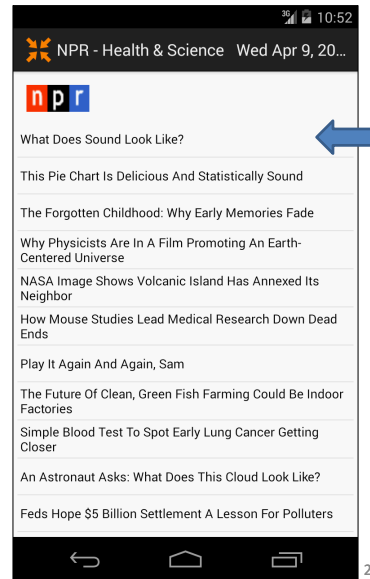 3G 10:52
NPR - Health & Science Wed Apr 9, 20...
npr
What Does Sound Look Like?
This Pie Chart Is Delicious And Statistically Sound
The Forgotten Childhood: Why Early Memories Fade
Why Physicists Are In A Film Promoting An Earth-
Centered Universe
NASA Image Shows Volcanic Island Has Annexed Its
Neighbor
How Mouse Studies Lead Medical Research Down Dead
Ends
Play It Again And Again, Sam
The Future Of Clean, Green Fish Farming Could Be Indoor
Factories
Simple Blood Test To Spot Early Lung Cancer Getting
Closer
An Astronaut Asks: What Does This Cloud Look Like?
Feds Hope $5 Billion Settlement A Lesson For Polluters
2